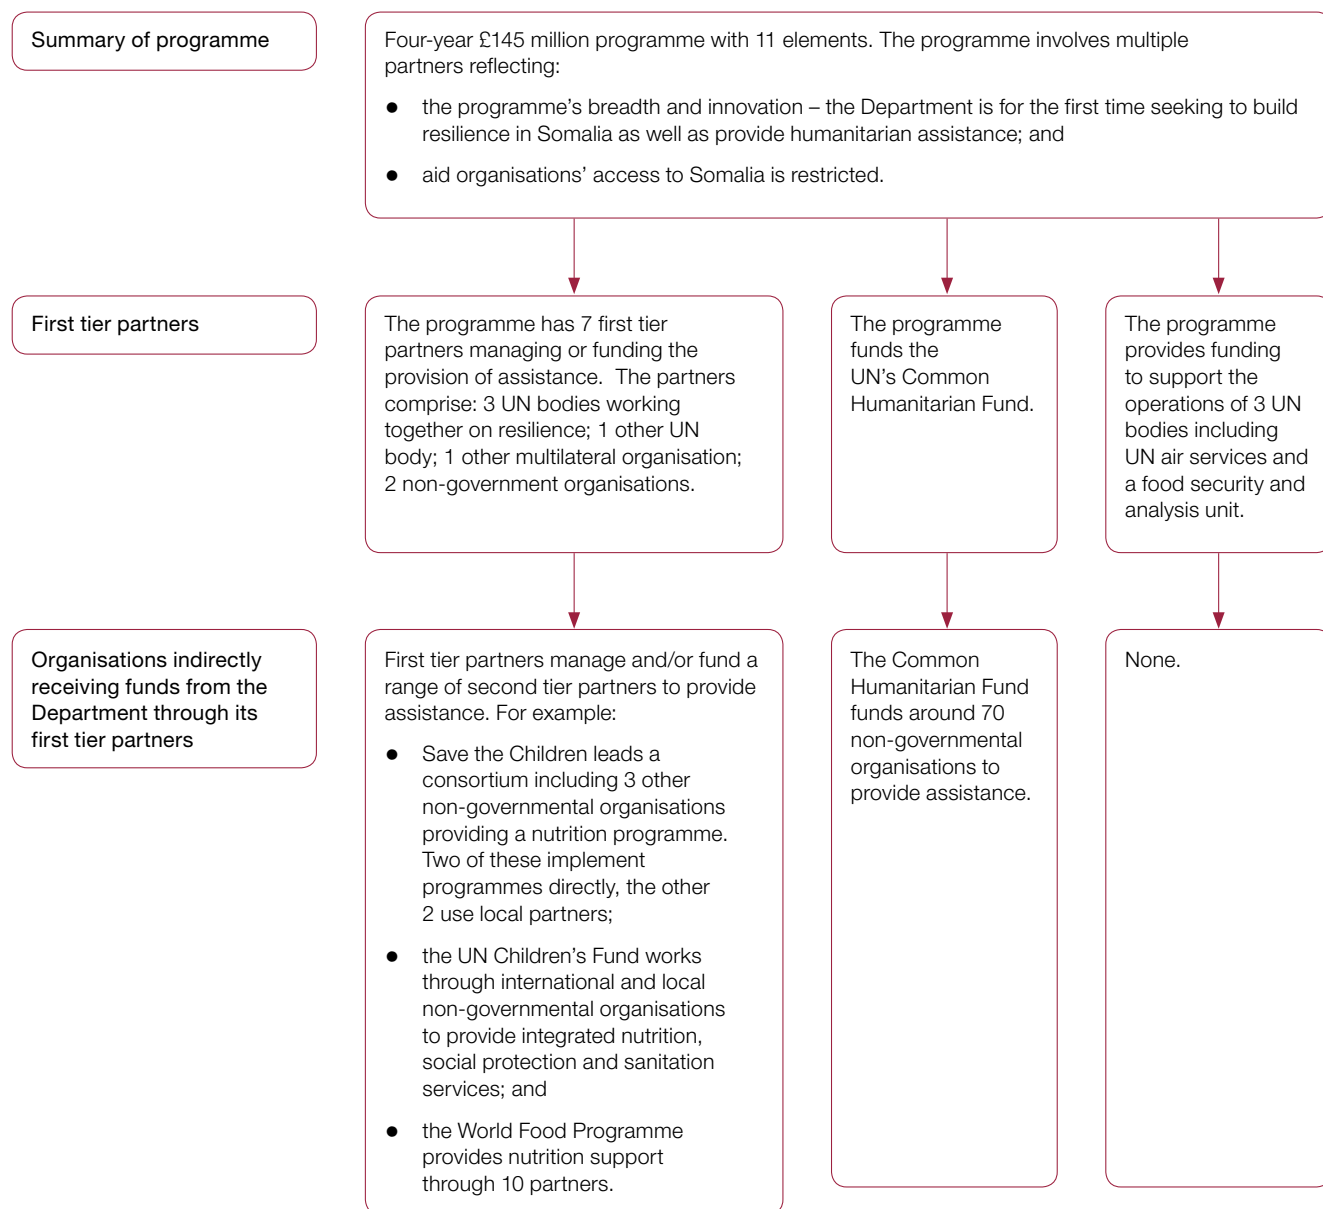 Summary of programme
Four-year £145 million programme with 11 elements. The programme involves multiple
partners reflecting:
● the programme’s breadth and innovation – the Department is for the first time seeking to build
resilience in Somalia as well as provide humanitarian assistance; and
● aid organisations’ access to Somalia is restricted.
First tier partners
The programme has 7 first tier
partners managing or funding the
provision of assistance. The partners
comprise: 3 UN bodies working
together on resilience; 1 other UN
body; 1 other multilateral organisation;
2 non-government organisations.
The programme
funds the
UN’s Common
Humanitarian Fund.
The programme
provides funding
to support the
operations of 3 UN
bodies including
UN air services and
a food security and
analysis unit.
Organisations indirectly
receiving funds from the
Department through its
first tier partners
First tier partners manage and/or fund a
range of second tier partners to provide
assistance. For example:
● Save the Children leads a
consortium including 3 other
non-governmental organisations
providing a nutrition programme.
Two of these implement
programmes directly, the other
2 use local partners;
● the UN Children’s Fund works
through international and local
non-governmental organisations
to provide integrated nutrition,
social protection and sanitation
services; and
● the World Food Programme
provides nutrition support
through 10 partners.
The Common
Humanitarian Fund
funds around 70
non-governmental
organisations to
provide assistance.
None.